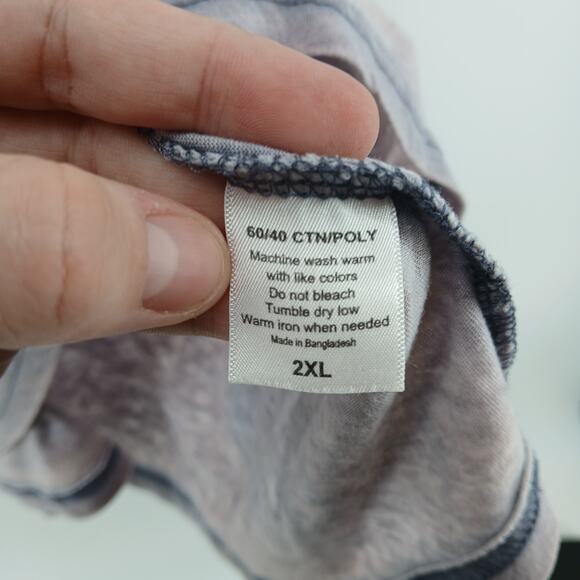 60/40 CTN/POLY
Machine wash warm
with like colors
Do not bleach
Tumble dry low
Warm iron when needed
Made in Bangladesh
2XL